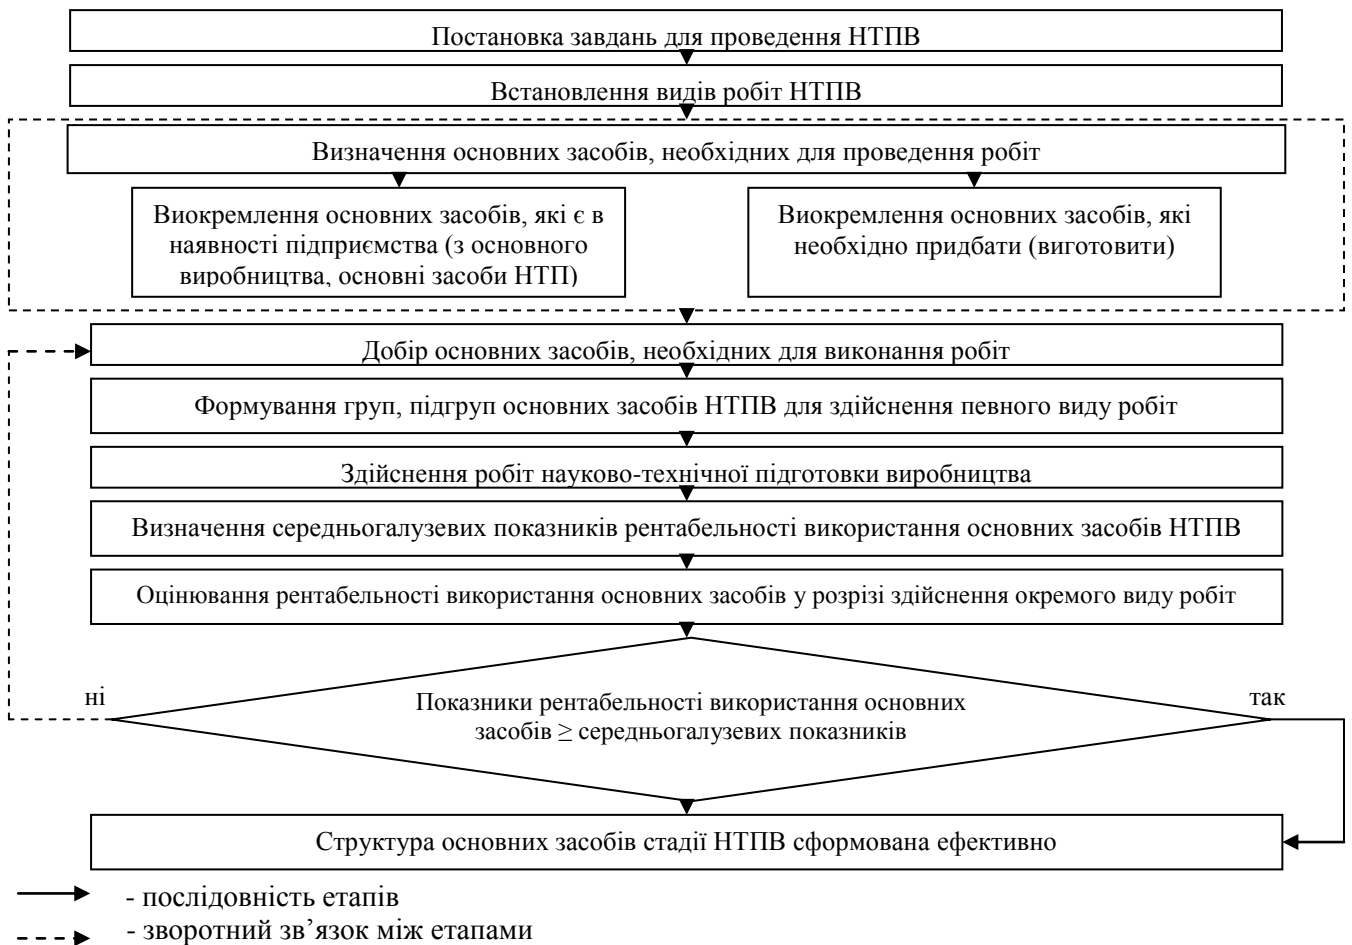 Постановка завдань для проведення НТПВ
Встановлення видів робіт НТПВ
Визначення основних засобів, необхідних для проведення робіт
Виокремлення основних засобів, які є в
наявності підприємства (з основного
виробництва, основні засоби НТП)
Виокремлення основних засобів, які
необхідно придбати (виготовити)
Добір основних засобів, необхідних для виконання робіт
Формування груп, підгруп основних засобів НТПВ для здійснення певного виду робіт
Здійснення робіт науково-технічної підготовки виробництва
Визначення середньогалузевих показників рентабельності використання основних засобів НТПВ
Оцінювання рентабельності використання основних засобів у розрізі здійснення окремого виду робіт
ні
Показники рентабельності використання основних
засобів ≥ середньогалузевих показників
так
Структура основних засобів стадії НТПВ сформована ефективно
- послідовність етапів
- зворотний зв’язок між етапами